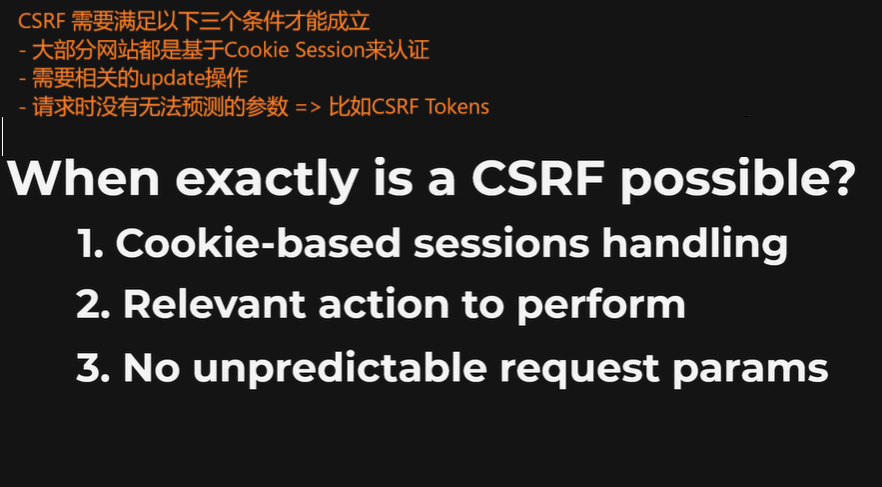 CSRF 需要满足以下三个条件才能成立
- 大部分网站都是基于Cookie Session来认证
- 需要相关的update操作
- 请求时没有无法预测的参数 => 比如CSRF Tokens
When exactly is a CSRF possible?
1. Cookie-based sessions handling
2. Relevant action to perform
3. No unpredictable request params